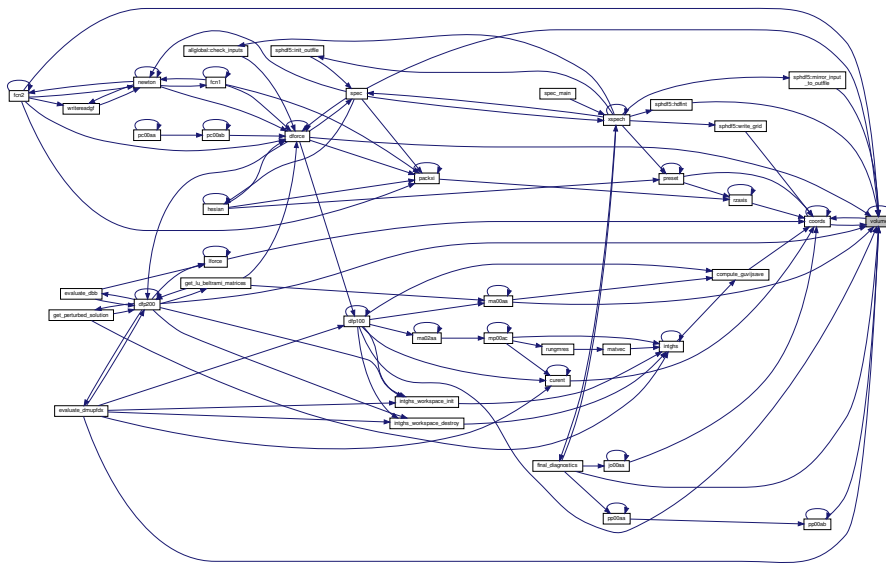 allglobal:check_inputs
sphdf5:init_outfile
newton
fcn1
fcn2
writereadgf
spec
spec_main
sphdf5:mirror_input
_to_outfile
sphdf5:hdfint
xspech
sphdf5:write_grid
pc00aa
pc00ab
dforce
packxi
preset
rzaxis
hesian
coords
volume
lforce
evaluate_dbb
get_lu_beltrami_matrices
compute_guvijsave
dfp200
get_perturbed_solution
ma00aa
dfp100
ma02aa
mp00ac
rungmres
matvec
intghs
curent
intghs_workspace_init
evaluate_dmupfdx
intghs_workspace_destroy
final_diagnostics
jo00aa
pp00aa
pp00ab